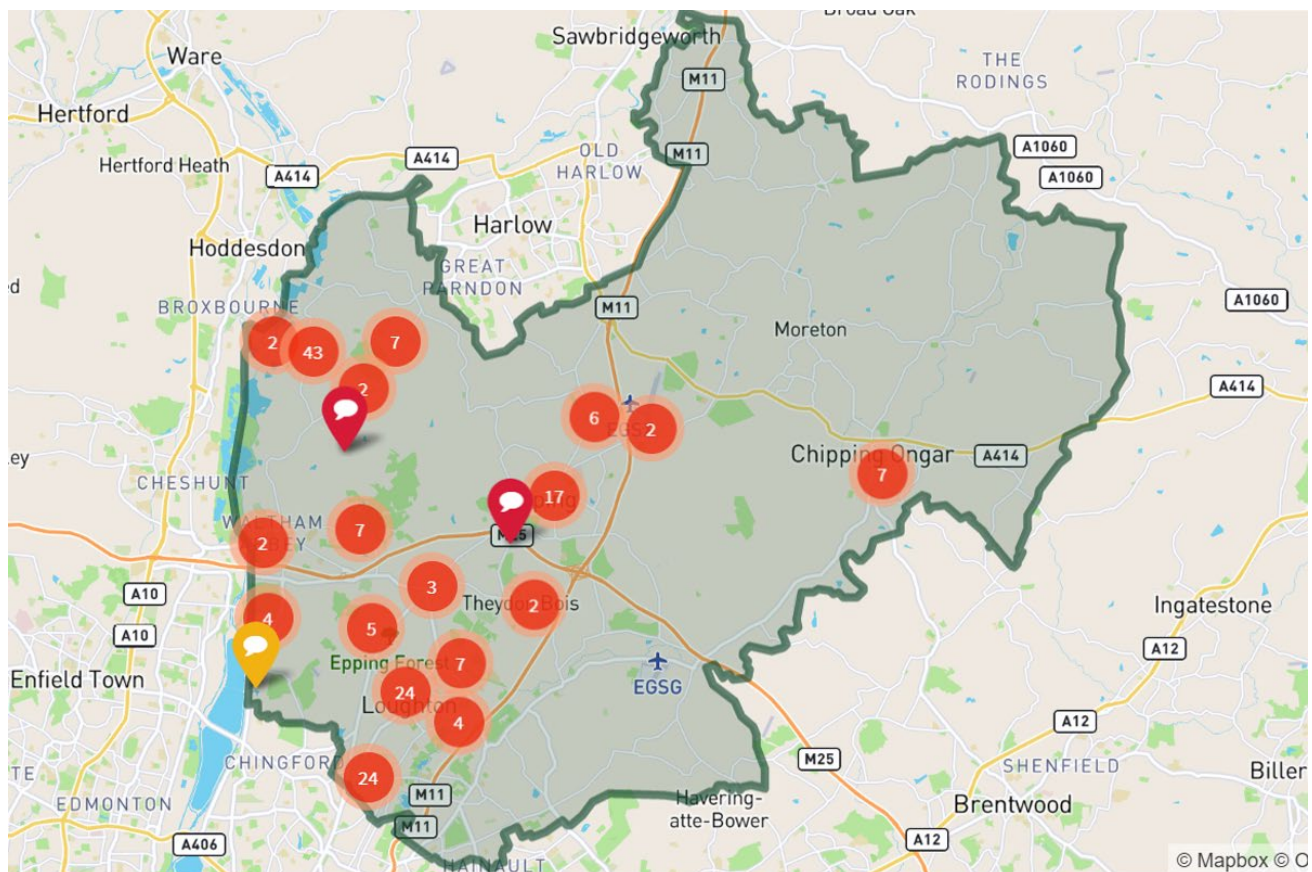 Broad Oak
Sawbridgeworth
Ware
M11
THE
RODINGS
Hertford
OLD
HARLOW
M11
A1060
A1060
Hertford Heath
A414
A414
Harlow
Hoddesdon
GREAT
PARNDON
BROXBOURNE
M11
A1060
Moreton
2
43
7
2
A414
6
2
Chipping Ongar
A414
7
CHESHUNT
17
WALTHAM
ABBEY
2
7
M25
A10
3
Theydon Bois
2
Ingatestone
4
5
A10
A12
Epping Forest
7
Enfield Town
EGSG
24
Loughton
4
A12
CHINGFORD
24
M25
SHENFIELD
Biller
M11
Havering-
atte-Bower
Brentwood
EDMONTON
M11
A406
A12
HAINAULT
© Mapbox © O